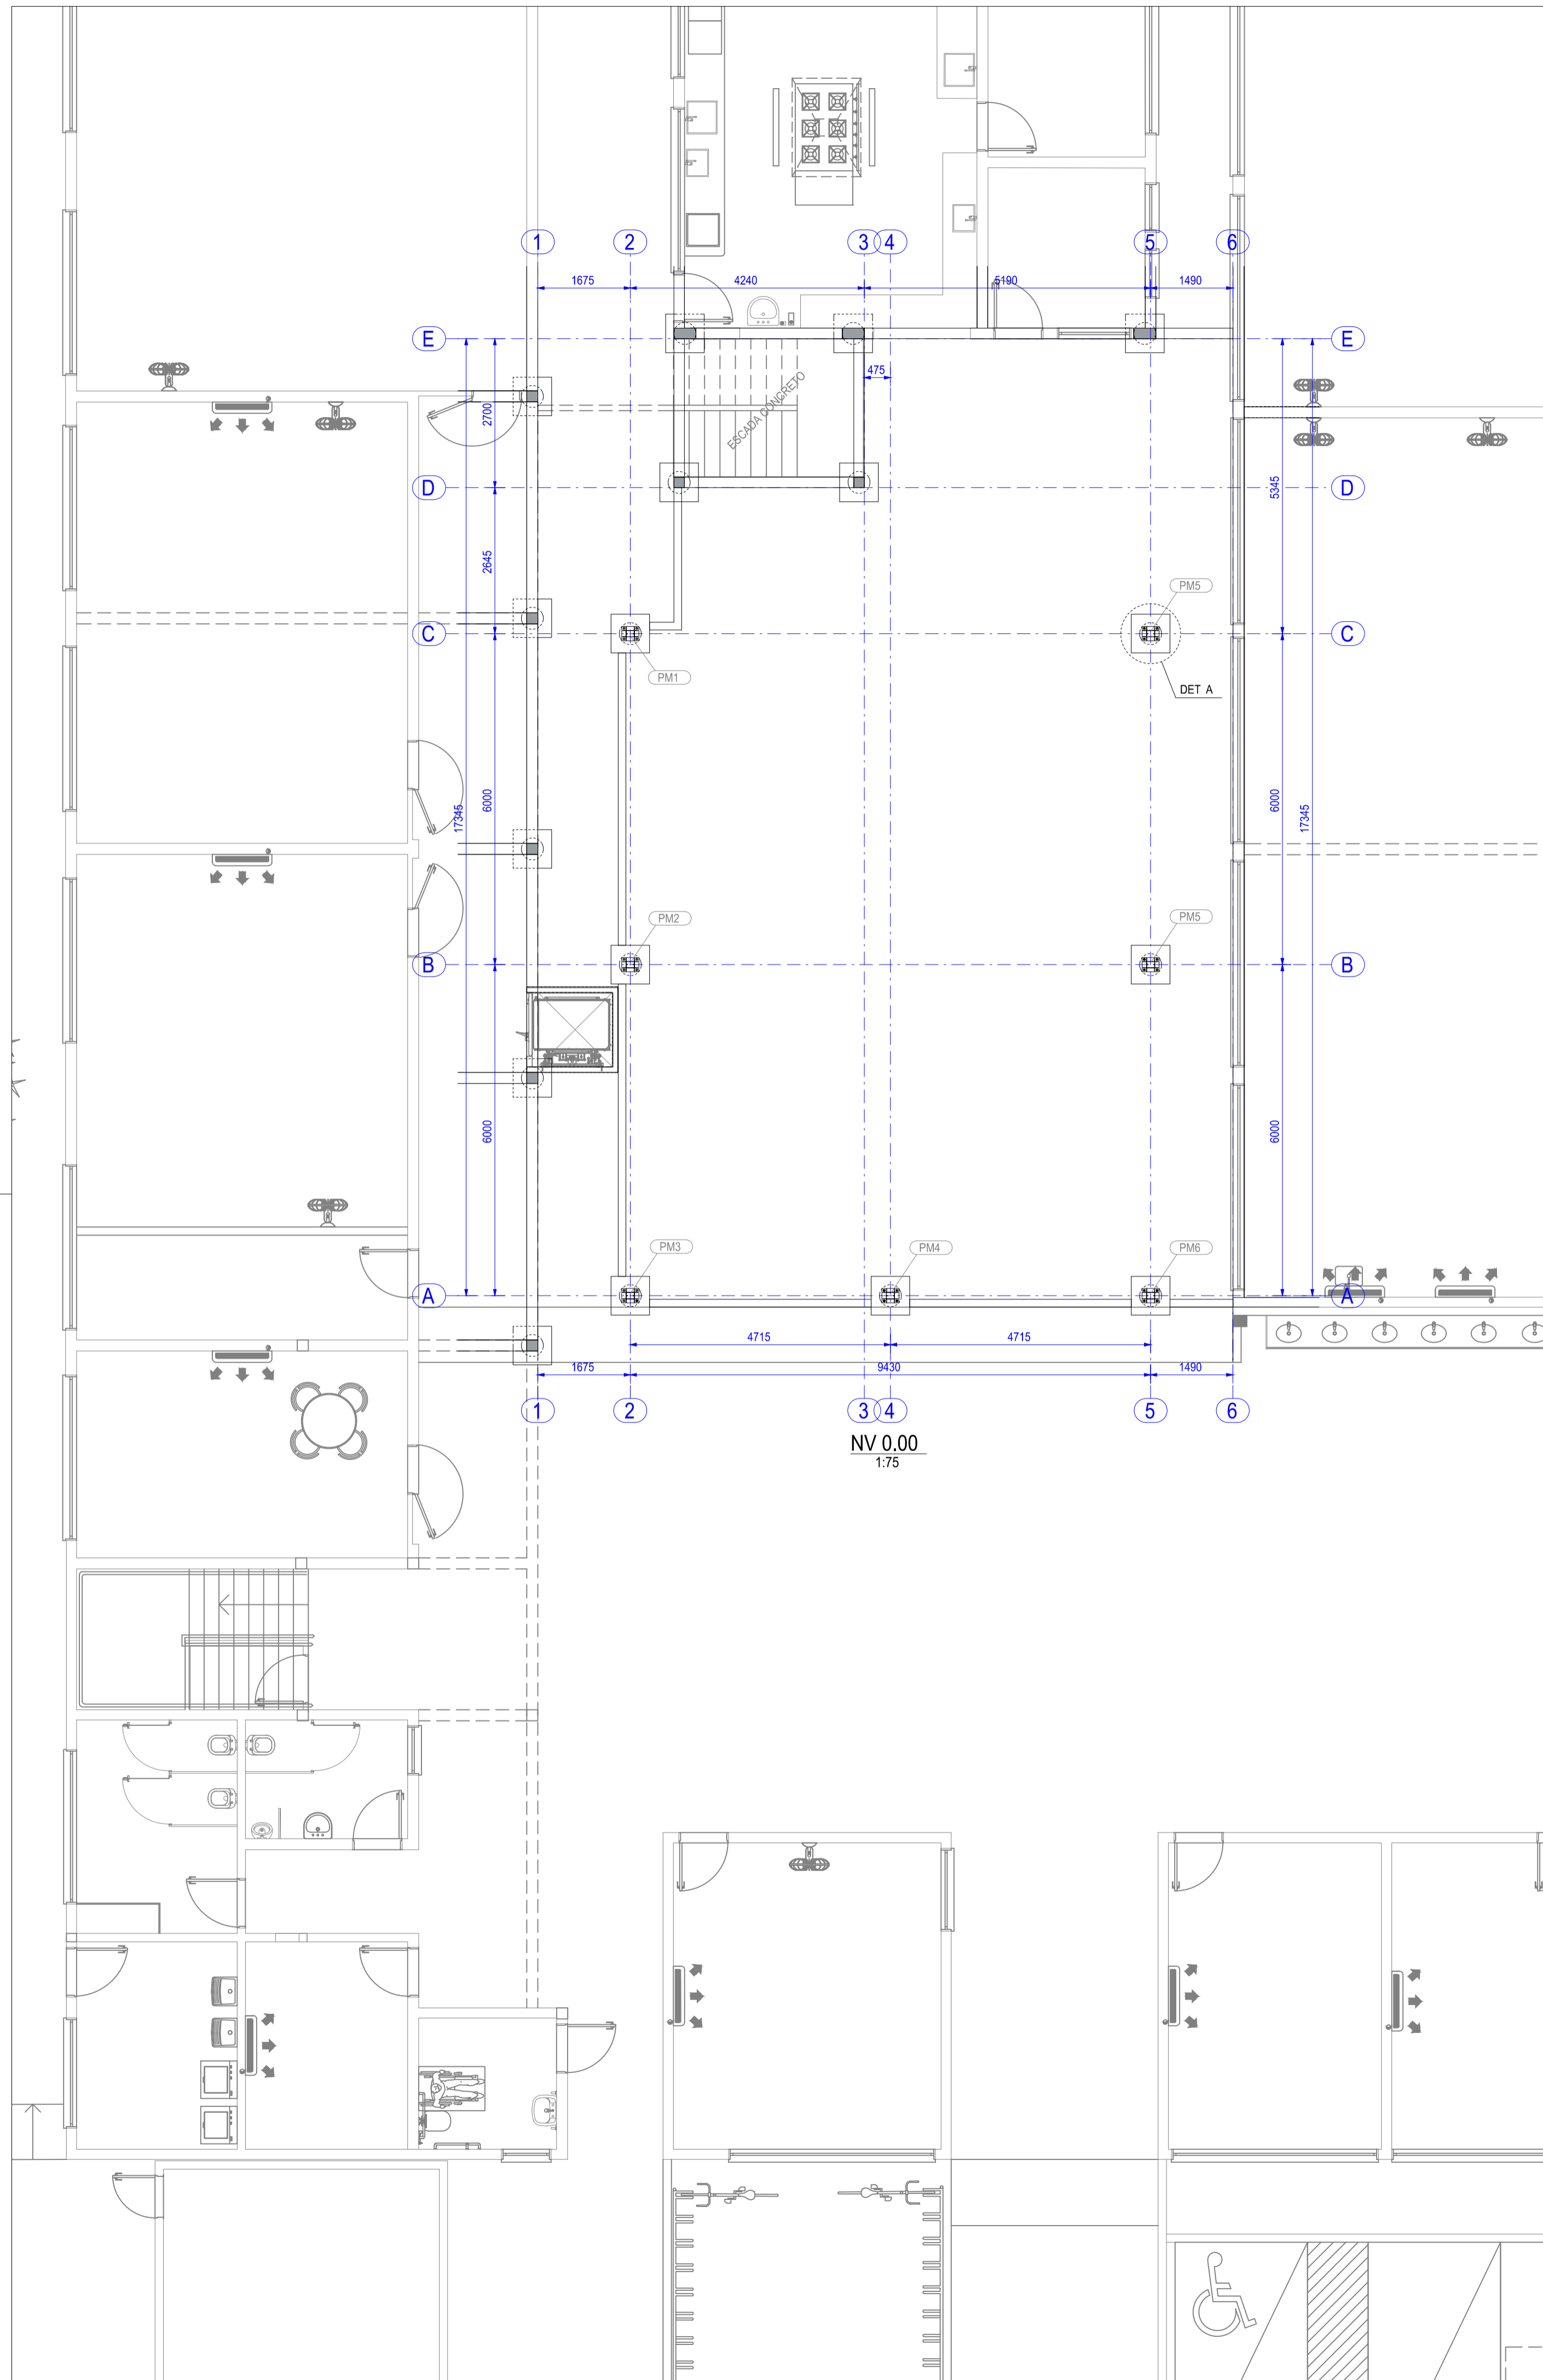 1 2 3 4 5 6
1675 4240 5190 1490
E E
475
ESCADA CONCRETO
2700
D D
5345
2645
PM5
C C
PM1
DET A
6000 17345 6000 17345
PM2 PM5
B B
6000 6000
PM3 PM4 PM6
A A
4715 4715
1675 9430 1490
1 2 3 4 5 6
NV 0.00
1:75